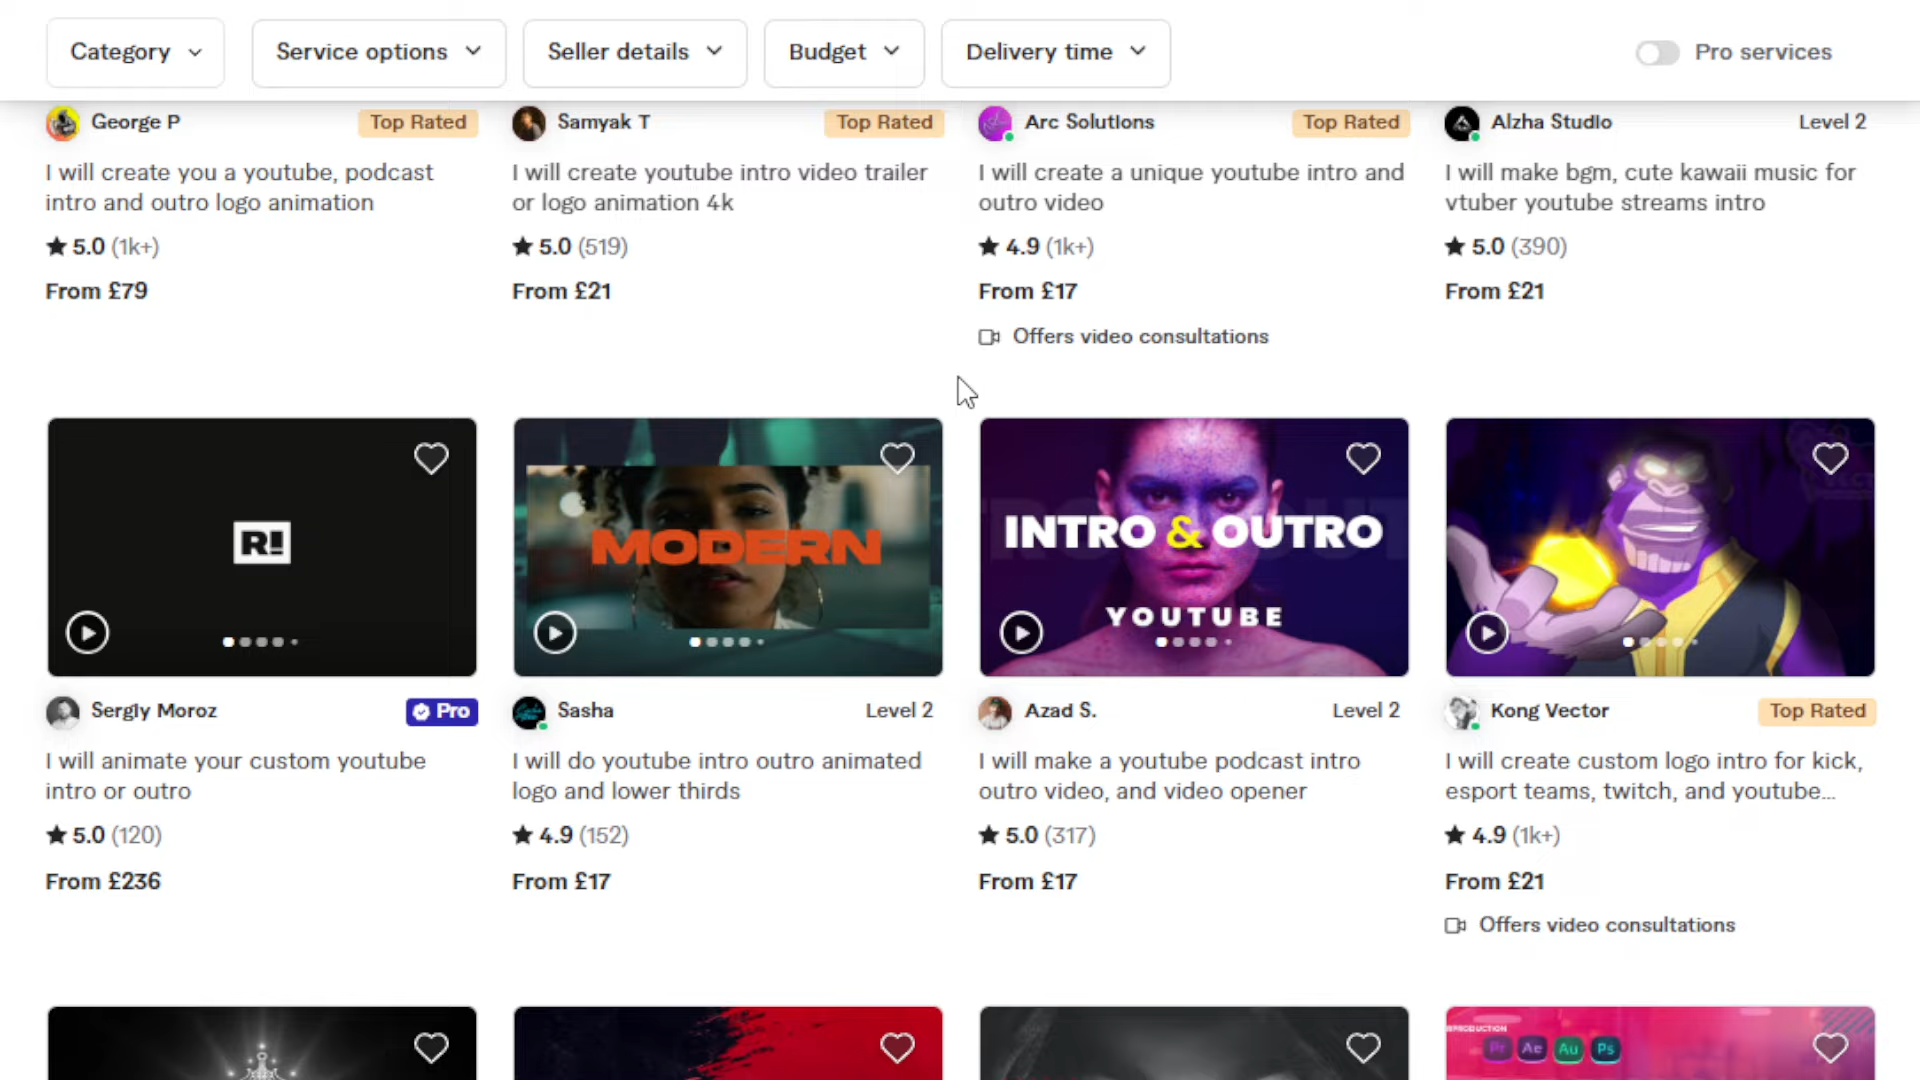 Category
Service options
Seller details
Budget
Delivery time
Pro services
George P
Top Rated
I will create you a youtube, podcast
intro and outro logo animation
5.0 (1k+)
From £79
Samyak T
Top Rated
I will create youtube intro video trailer
or logo animation 4k
5.0 (519)
From £21
Arc Solutions
Top Rated
I will create a unique youtube intro and
outro video
4.9 (1k+)
From £17
Offers video consultations
Alzha Studio
Level 2
I will make bgm, cute kawaii music for
vtuber youtube streams intro
5.0 (390)
From £21
R!
Sergiy Moroz
Pro
I will animate your custom youtube
intro or outro
5.0 (120)
From £236
MODERN
Sasha
Level 2
I will do youtube intro outro animated
logo and lower thirds
4.9 (152)
From £17
INTRO & OUTRO
YOUTUBE
Azad S.
Level 2
I will make a youtube podcast intro
outro video, and video opener
5.0 (317)
From £17
Kong Vector
Top Rated
I will create custom logo intro for kick,
esport teams, twitch, and youtube...
4.9 (1k+)
From £21
Offers video consultations
Pr Ae Au Ps